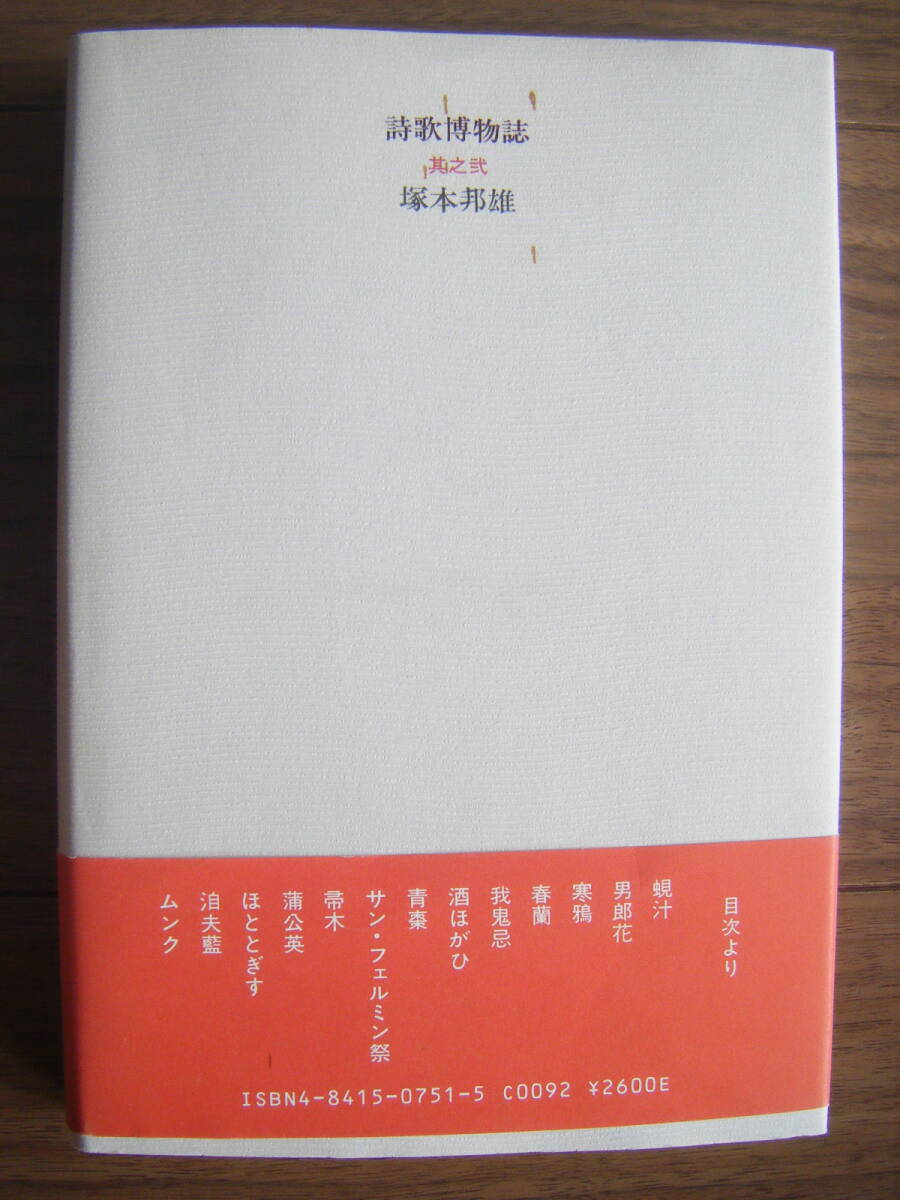 詩歌博物誌
其之弐
塚本邦雄
目次より
蜆汁
男郎花
寒鴉
春蘭
我鬼忌
酒ほがひ
青棗
サン・フェルミン祭
帚木
蒲公英
ほととぎす
洎夫藍
ムンク
ISBN4-8415-0751-5 C0092 ¥2600E